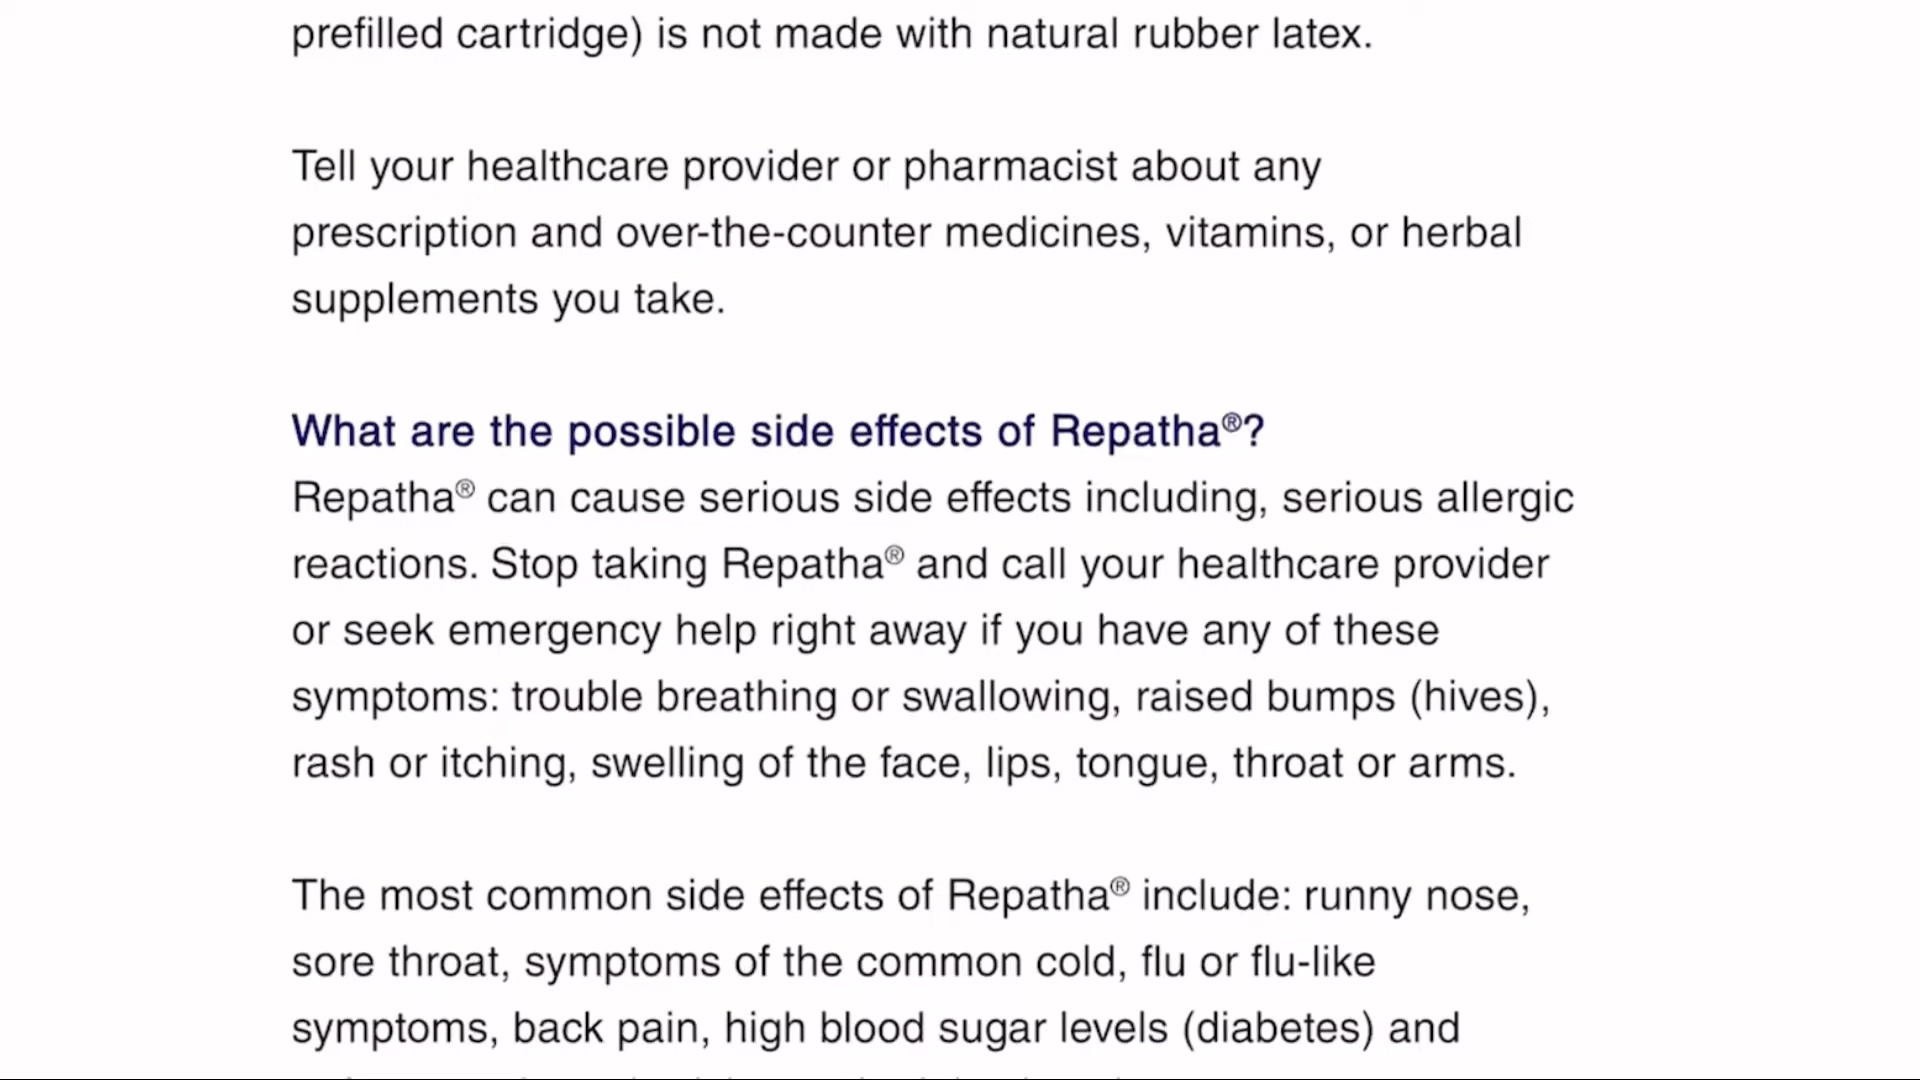 prefilled cartridge) is not made with natural rubber latex.
Tell your healthcare provider or pharmacist about any
prescription and over-the-counter medicines, vitamins, or herbal
supplements you take.
What are the possible side effects of Repatha®?
Repatha® can cause serious side effects including, serious allergic
reactions. Stop taking Repatha® and call your healthcare provider
or seek emergency help right away if you have any of these
symptoms: trouble breathing or swallowing, raised bumps (hives),
rash or itching, swelling of the face, lips, tongue, throat or arms.
The most common side effects of Repatha® include: runny nose,
sore throat, symptoms of the common cold, flu or flu-like
symptoms, back pain, high blood sugar levels (diabetes) and